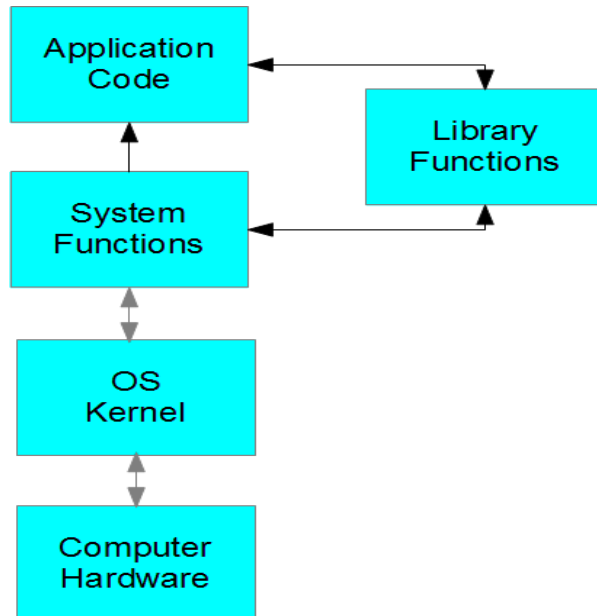 Application
Code
Library
Functions
System
Functions
OS
Kernel
Computer
Hardware